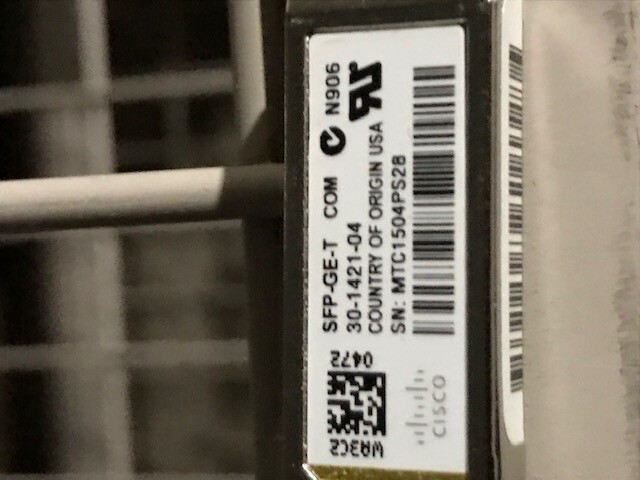 SFP-GE-T COM N906
30-1421-04
COUNTRY OF ORIGIN USA
SN: MTC1504PS28
0472
WA3C2
CISCO